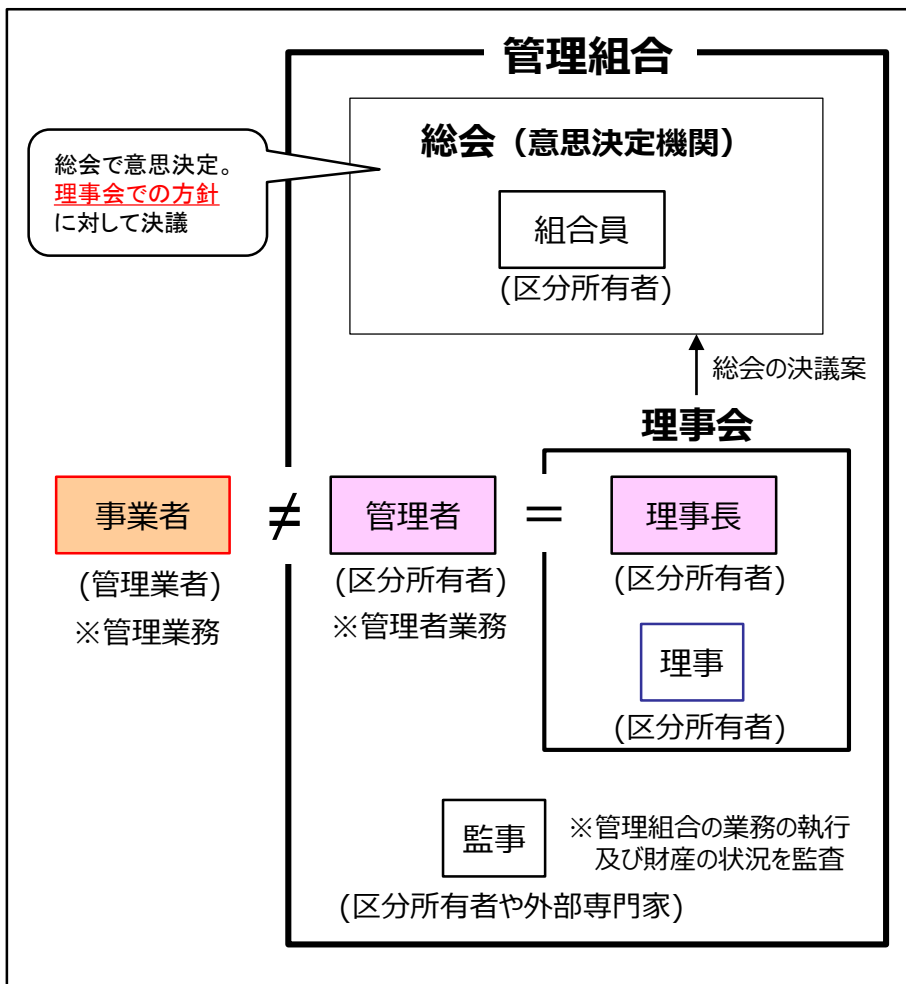 管理組合
総会（意思決定機関）
総会で意思決定。
理事会での方針
に対して決議
組合員
(区分所有者)
総会の決議案
理事会
事業者
≠
管理者
＝
理事長
(管理業者)
(区分所有者)
(区分所有者)
※管理業務
※管理者業務
理事
(区分所有者)
監事
※管理組合の業務の執行
及び財産の状況を監査
(区分所有者や外部専門家)